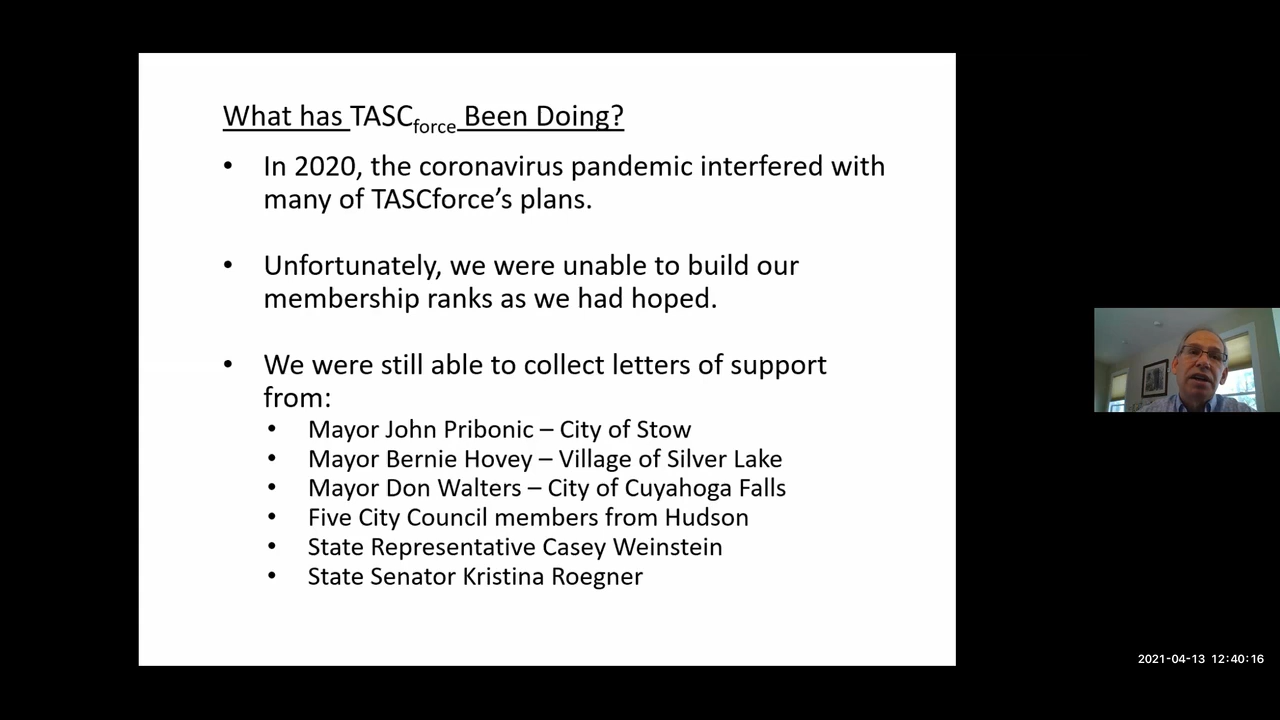 What has TASCforce Been Doing?
• In 2020, the coronavirus pandemic interfered with
many of TASCforce’s plans.
• Unfortunately, we were unable to build our
membership ranks as we had hoped.
• We were still able to collect letters of support
from:
• Mayor John Pribonic – City of Stow
• Mayor Bernie Hovey – Village of Silver Lake
• Mayor Don Walters – City of Cuyahoga Falls
• Five City Council members from Hudson
• State Representative Casey Weinstein
• State Senator Kristina Roegner
2021-04-13 12:40:16